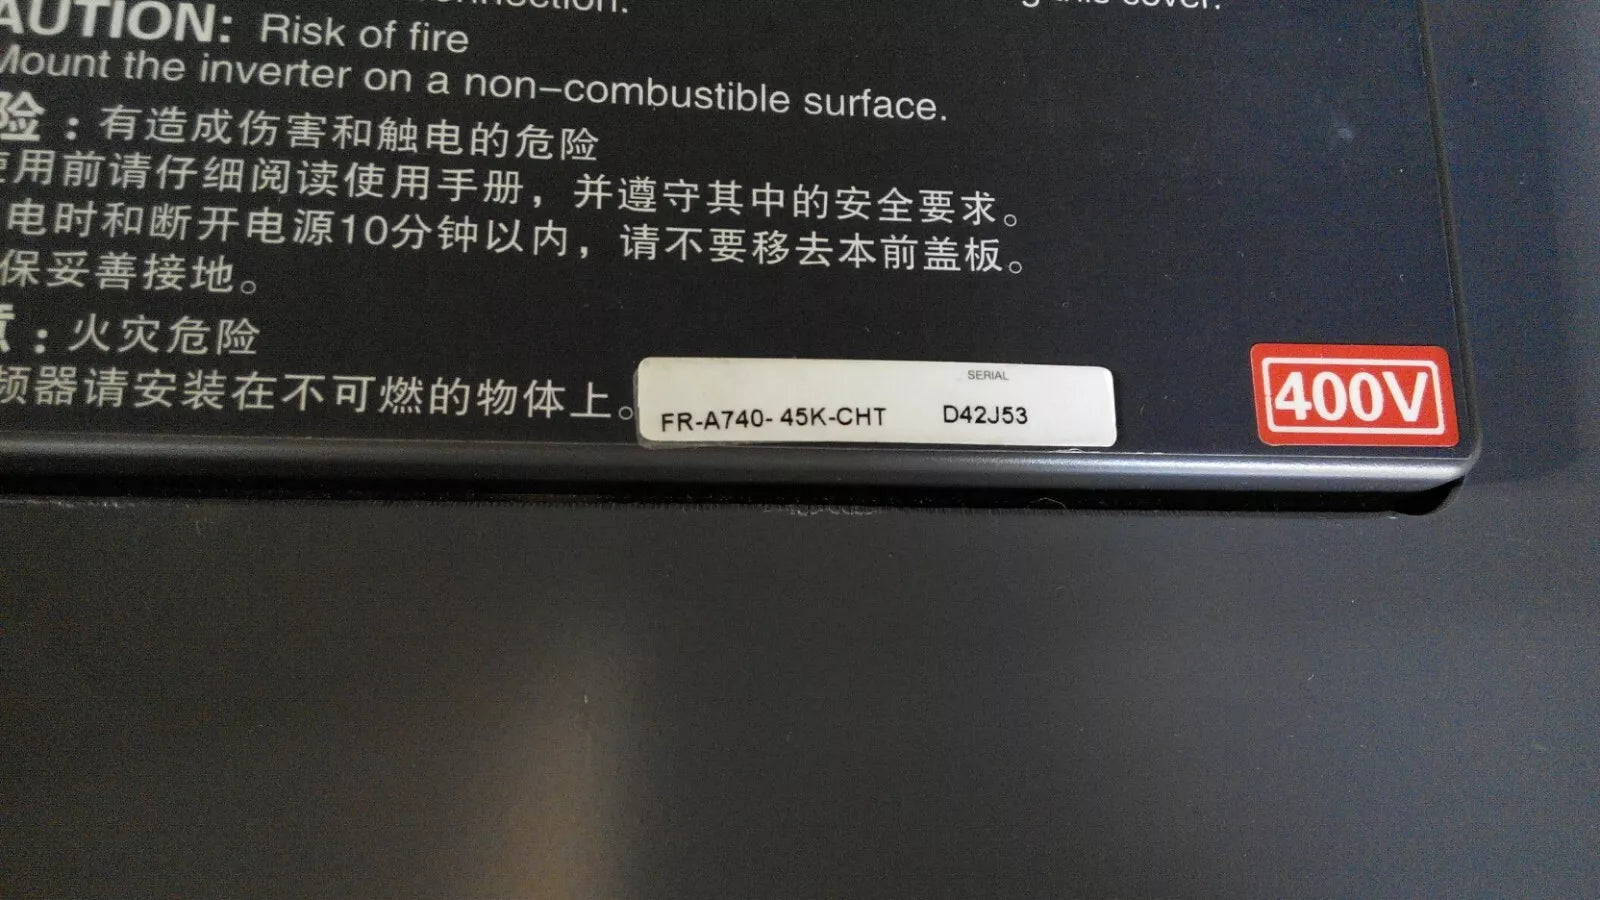 connection.
this cover.
CAUTION: Risk of fire
Mount the inverter on a non-combustible surface.
险：有造成伤害和触电的危险
使用前请仔细阅读使用手册，并遵守其中的安全要求。
电时和断开电源10分钟以内，请不要移去本前盖板。
保妥善接地。
意：火灾危险
频器请安装在不可燃的物体上。
SERIAL
FR-A740- 45K-CHT D42J53
400V